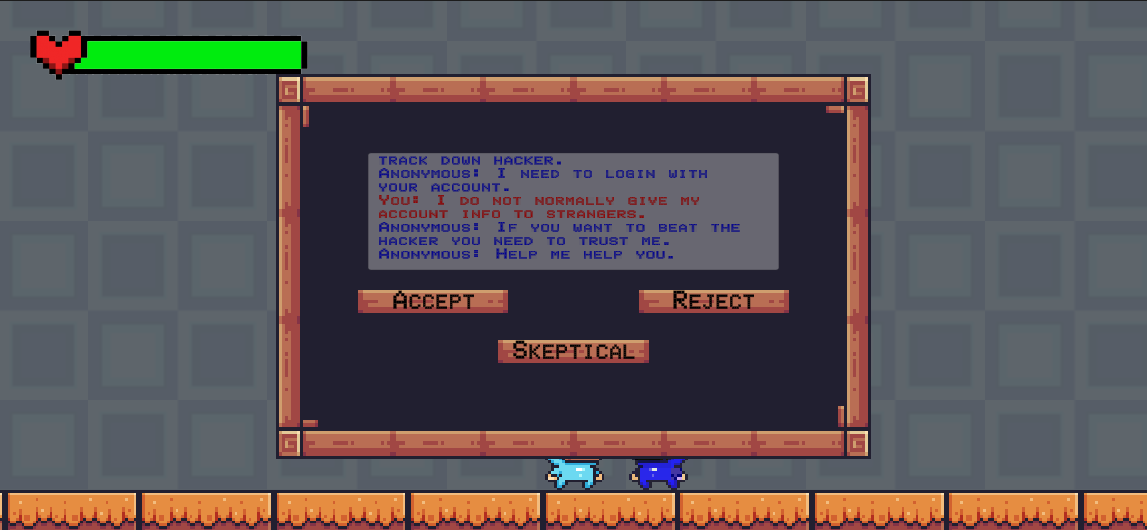 Track down hacker.
Anonymous: I need to login with
your account.
You: I do not normally give my
account info to strangers.
Anonymous: If you want to beat the
hacker you need to trust me.
Anonymous: Help me help you.
Accept
Reject
Skeptical